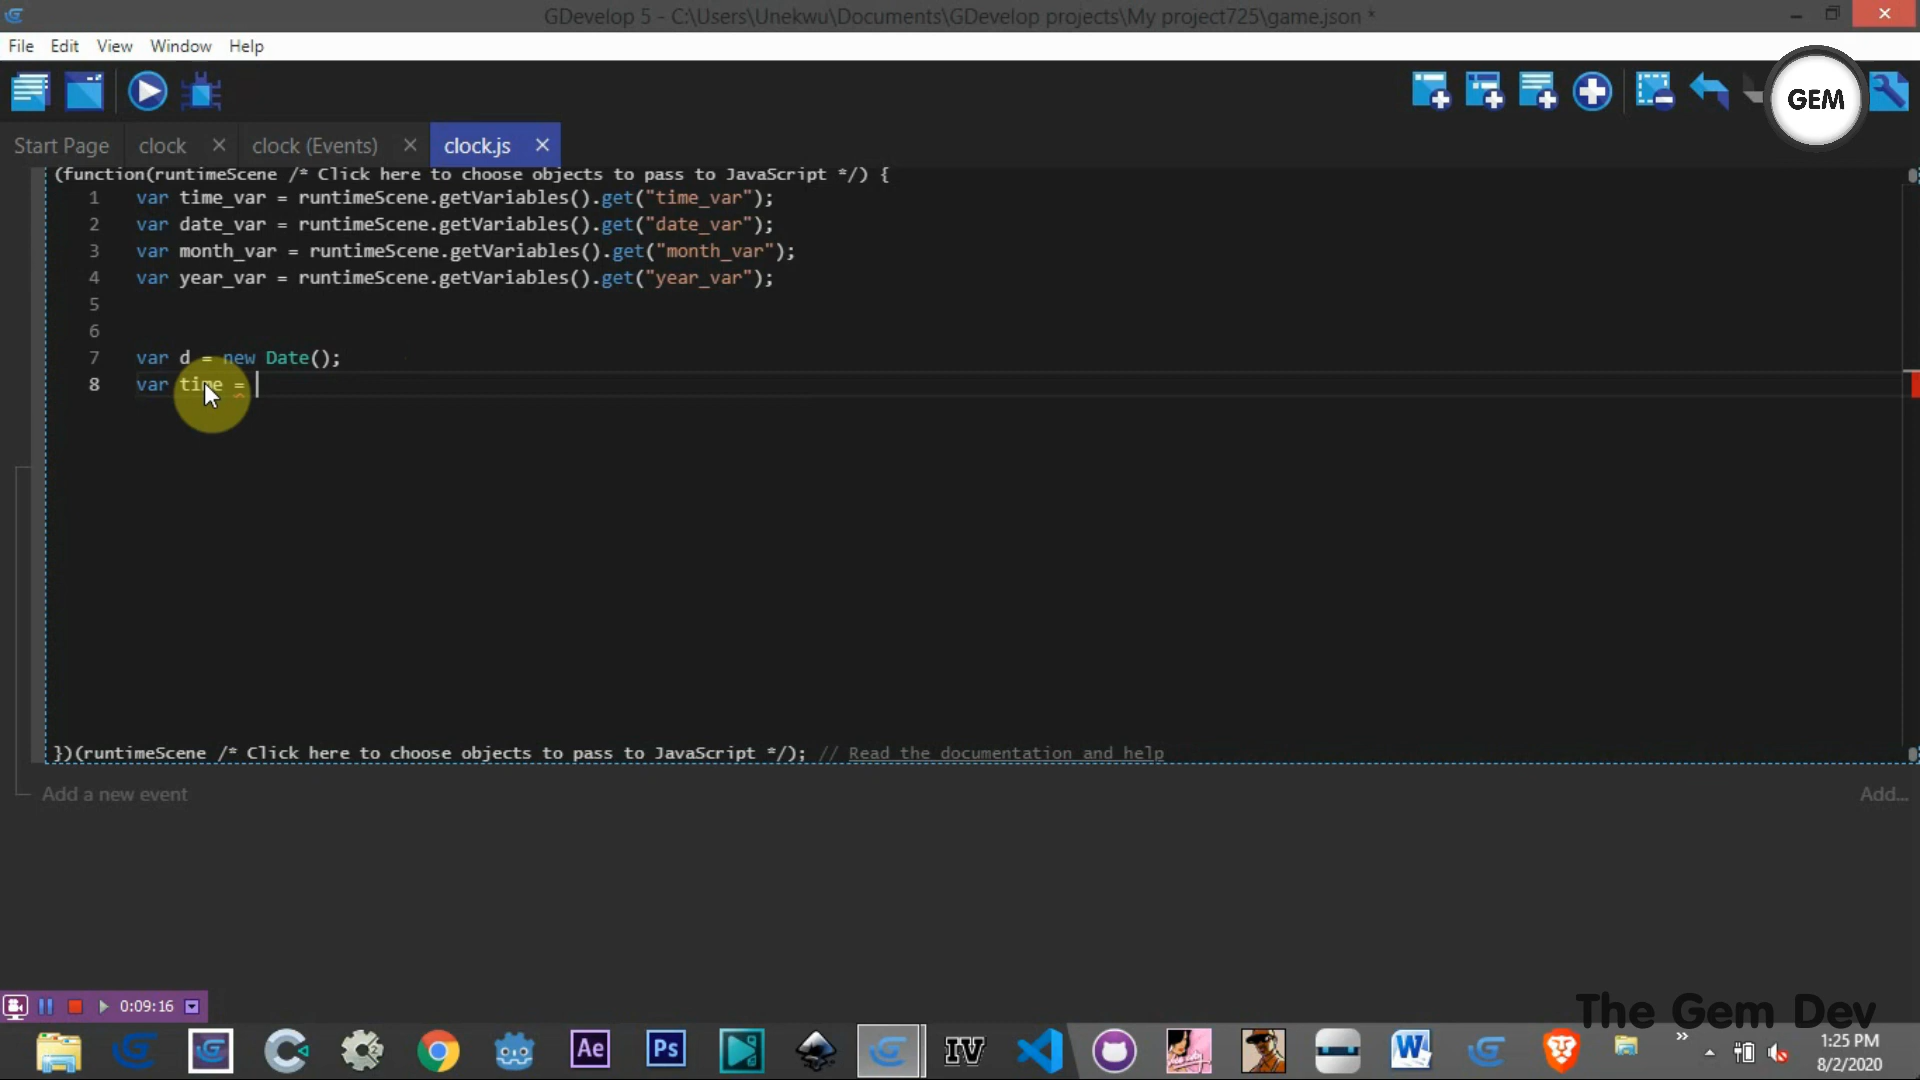 GDevelop 5 - C:\Users\Unekwu\Documents\GDevelop projects\My project725\game.json *
File Edit View Window Help
GEM
Start Page clock clock (Events) clock.js
(function(runtimeScene /* Click here to choose objects to pass to JavaScript */) {
1 var time_var = runtimeScene.getVariables().get("time_var");
2 var date_var = runtimeScene.getVariables().get("date_var");
3 var month_var = runtimeScene.getVariables().get("month_var");
4 var year_var = runtimeScene.getVariables().get("year_var");
5
6
7 var d = new Date();
8 var time =
})(runtimeScene /* Click here to choose objects to pass to JavaScript */); // Read the documentation and help
Add a new event Add...
0:09:16
The Gem Dev
Ae Ps IV W
1:25 PM
8/2/2020